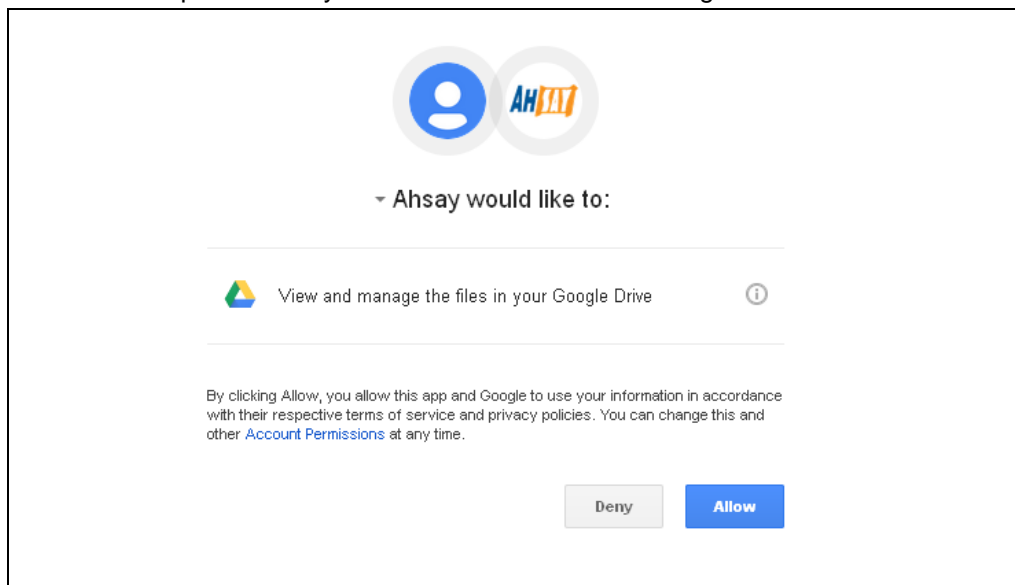 AHSAY
Ahsay would like to:
View and manage the files in your Google Drive
By clicking Allow, you allow this app and Google to use your information in accordance
with their respective terms of service and privacy policies. You can change this and
other Account Permissions at any time.
Deny
Allow